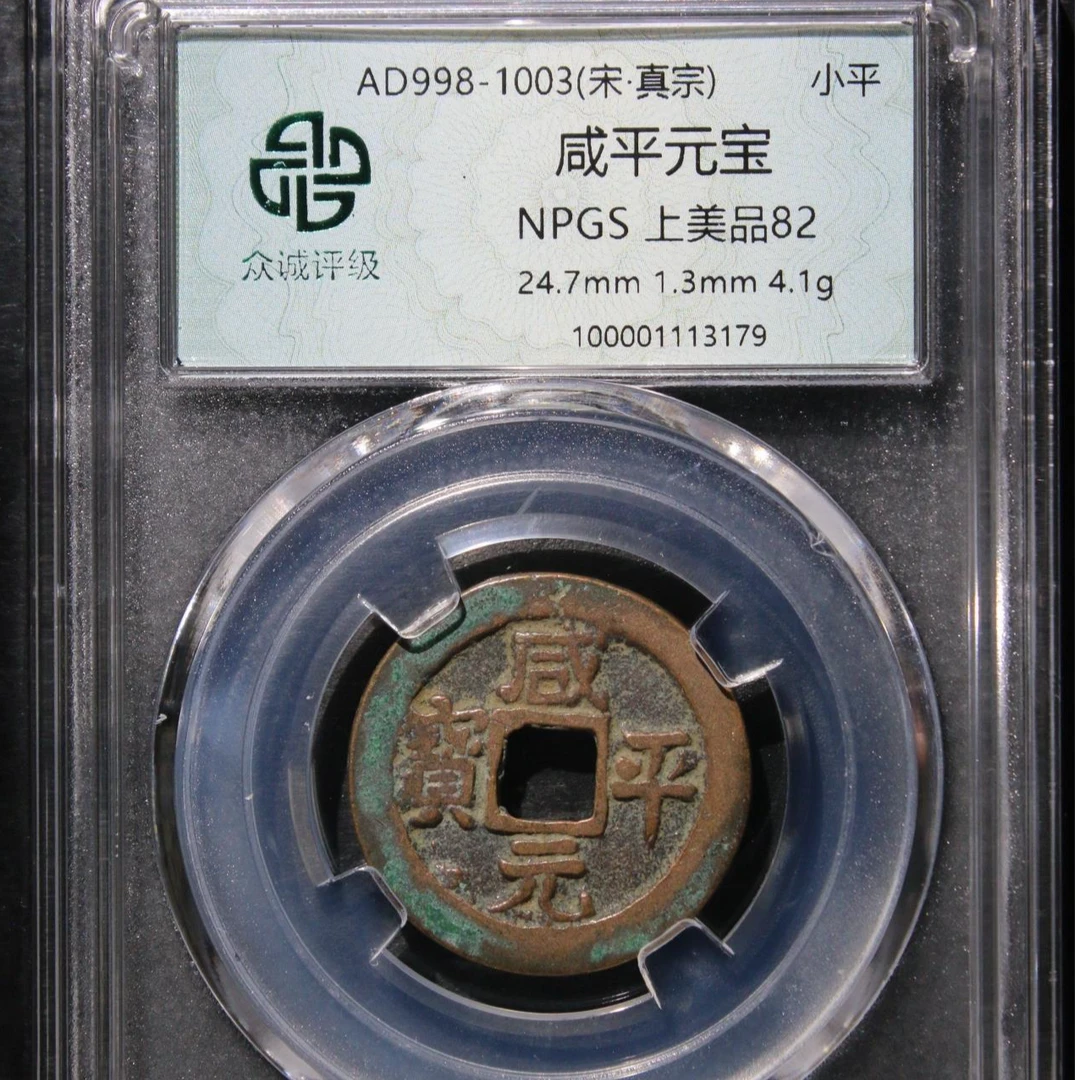 AD998-1003(宋·真宗) 小平
咸平元宝
NPGS 上美品82
24.7mm 1.3mm 4.1g
100001113179
众诚评级
咸平元寶